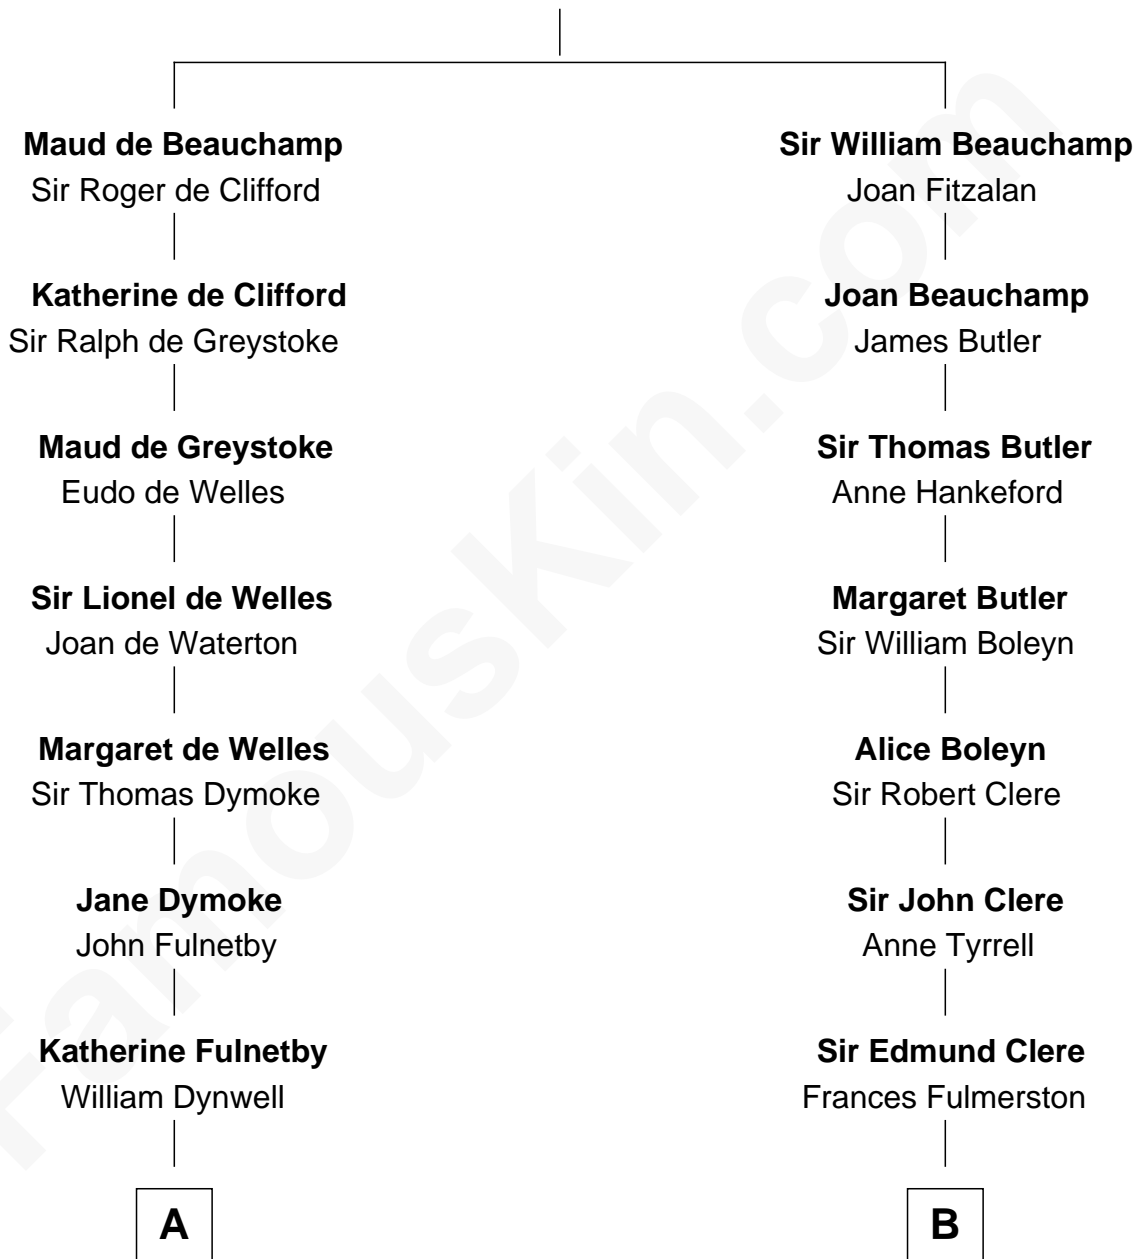 Maud de Beauchamp
Sir Roger de Clifford
Katherine de Clifford
Sir Ralph de Greystoke
Maud de Greystoke
Eudo de Welles
Sir Lionel de Welles
Joan de Waterton
Margaret de Welles
Sir Thomas Dymoke
Jane Dymoke
John Fulnetby
Katherine Fulnetby
William Dynwell
A
Sir William Beauchamp
Joan Fitzalan
Joan Beauchamp
James Butler
Sir Thomas Butler
Anne Hankeford
Margaret Butler
Sir William Boleyn
Alice Boleyn
Sir Robert Clere
Sir John Clere
Anne Tyrrell
Sir Edmund Clere
Frances Fulmerston
B
FamousKin.com